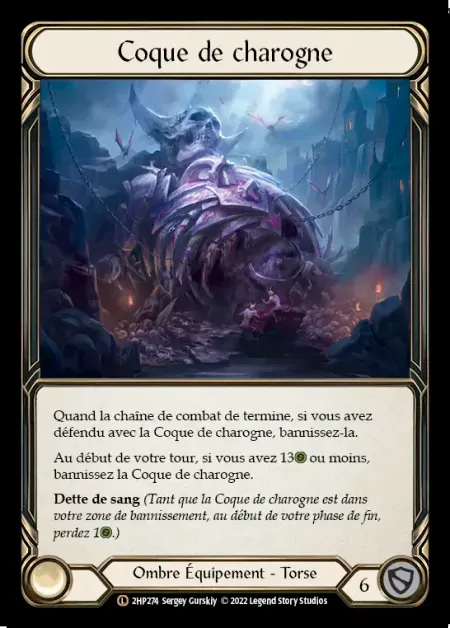 Coque de charogne
Quand la chaîne de combat de termine, si vous avez
défendu avec la Coque de charogne, bannissez-la.
Au début de votre tour, si vous avez 13 ou moins,
bannissez la Coque de charogne.
Dette de sang (Tant que la Coque de charogne est dans
votre zone de bannissement, au début de votre phase de fin,
perdez 1.)
Ombre Équipement - Torse
6
L 2HP274 Sergey Gurskiy © 2022 Legend Story Studios